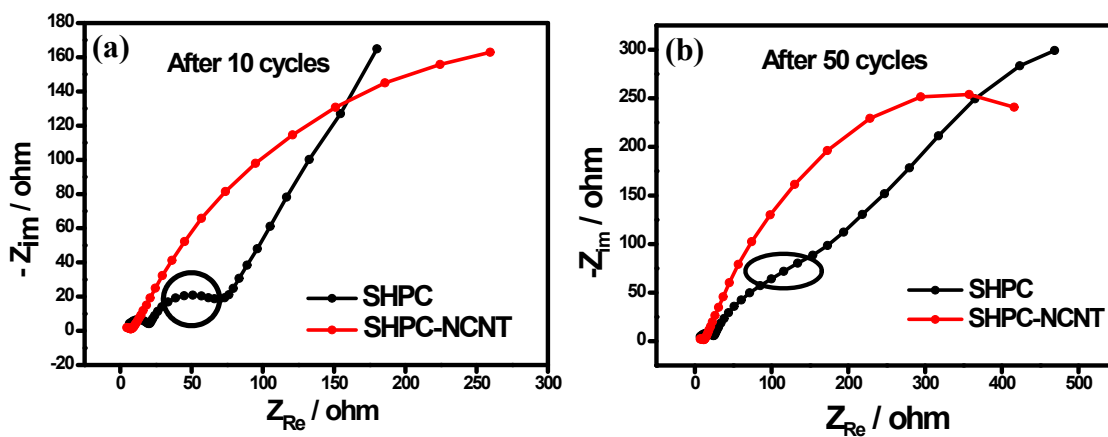 (a)
After 10 cycles
180
160
140
120
100
80
60
40
20
0
-20
-Zim / ohm
SHPC
SHPC-NCNT
0
50
100
150
200
250
300
ZRe / ohm
(b)
After 50 cycles
300
250
200
150
100
50
0
-Zim / ohm
SHPC
SHPC-NCNT
0
100
200
300
400
500
ZRe / ohm